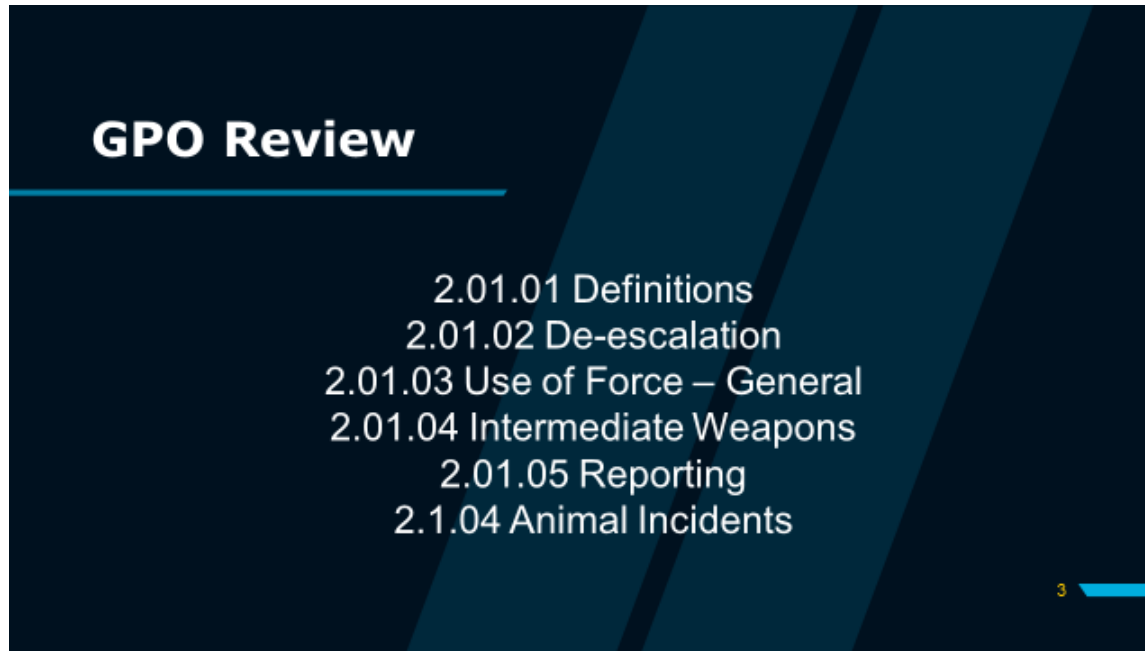 GPO Review
2.01.01 Definitions
2.01.02 De-escalation
2.01.03 Use of Force – General
2.01.04 Intermediate Weapons
2.01.05 Reporting
2.1.04 Animal Incidents
3